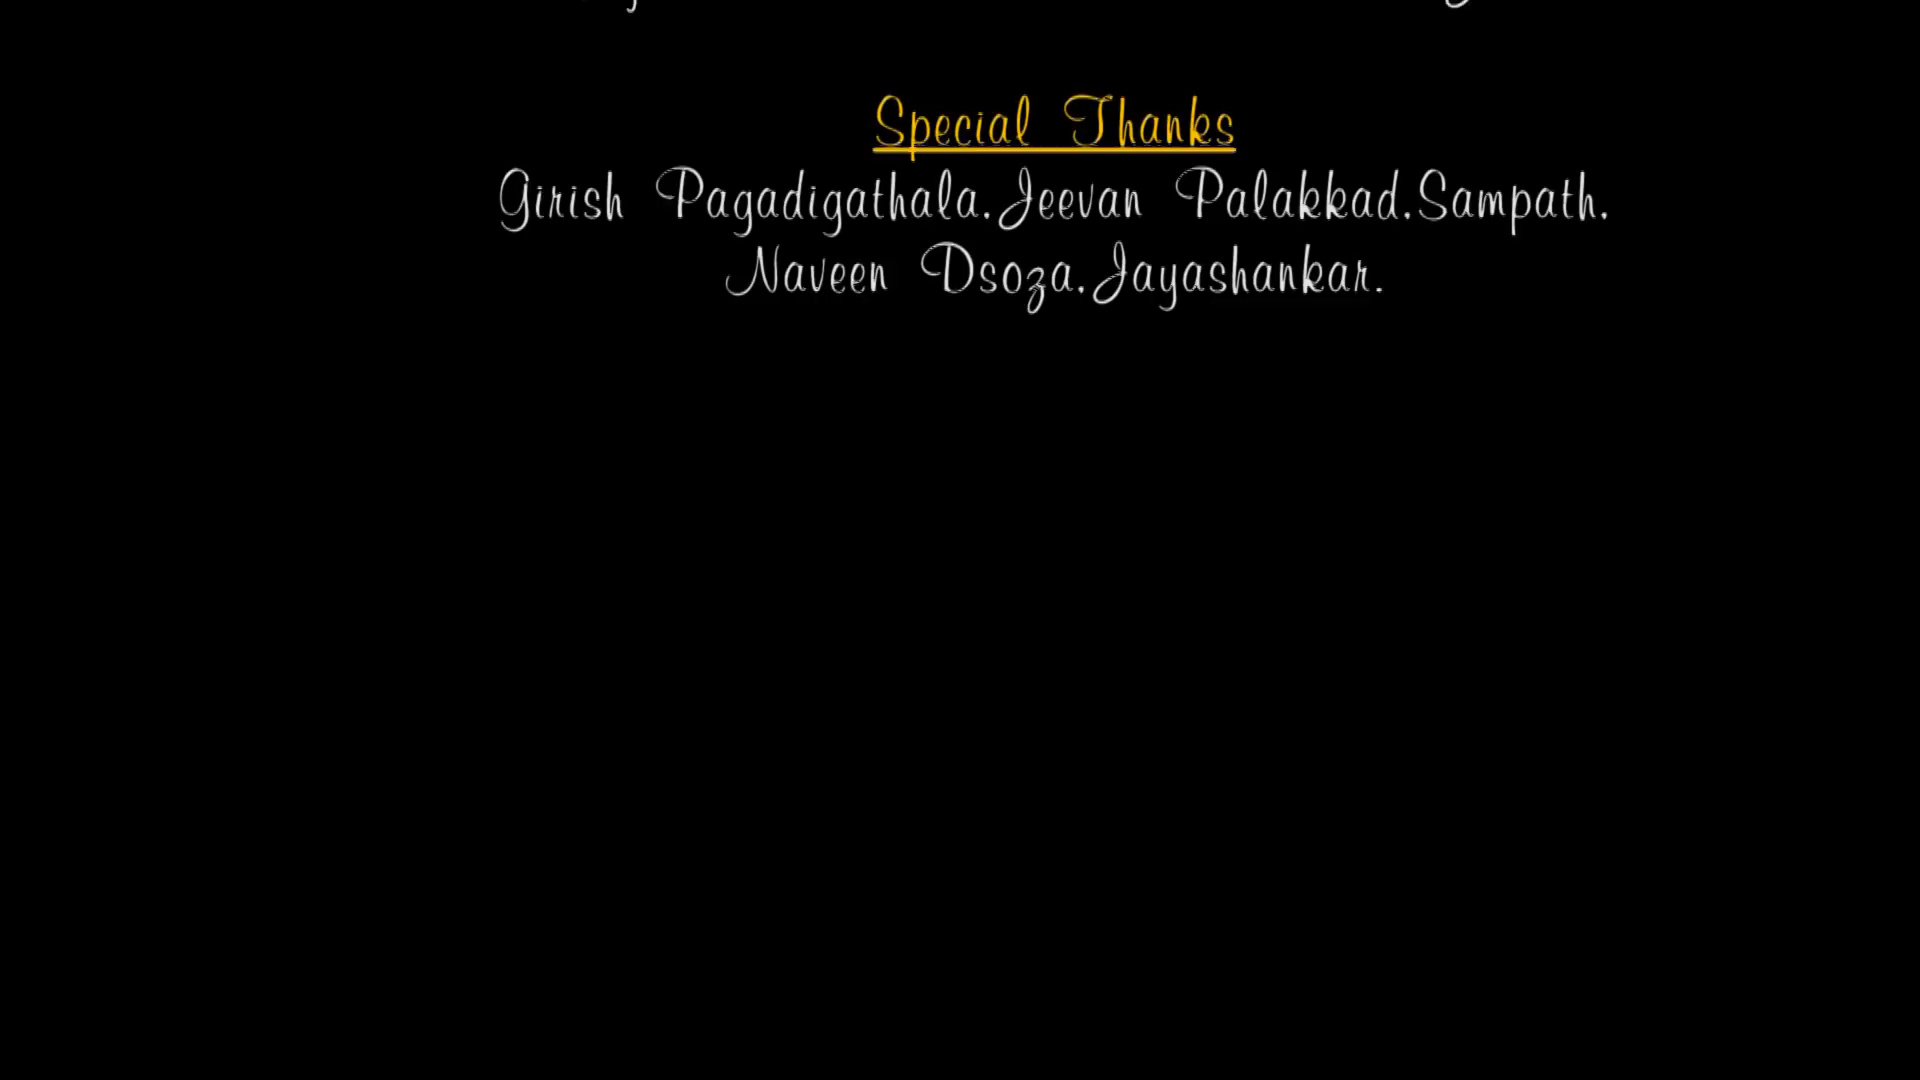 Special Thanks
Girish Pagadigathala.Jeevan Palakkad.Sampath.
Naveen Dsoza.Jayashankar.